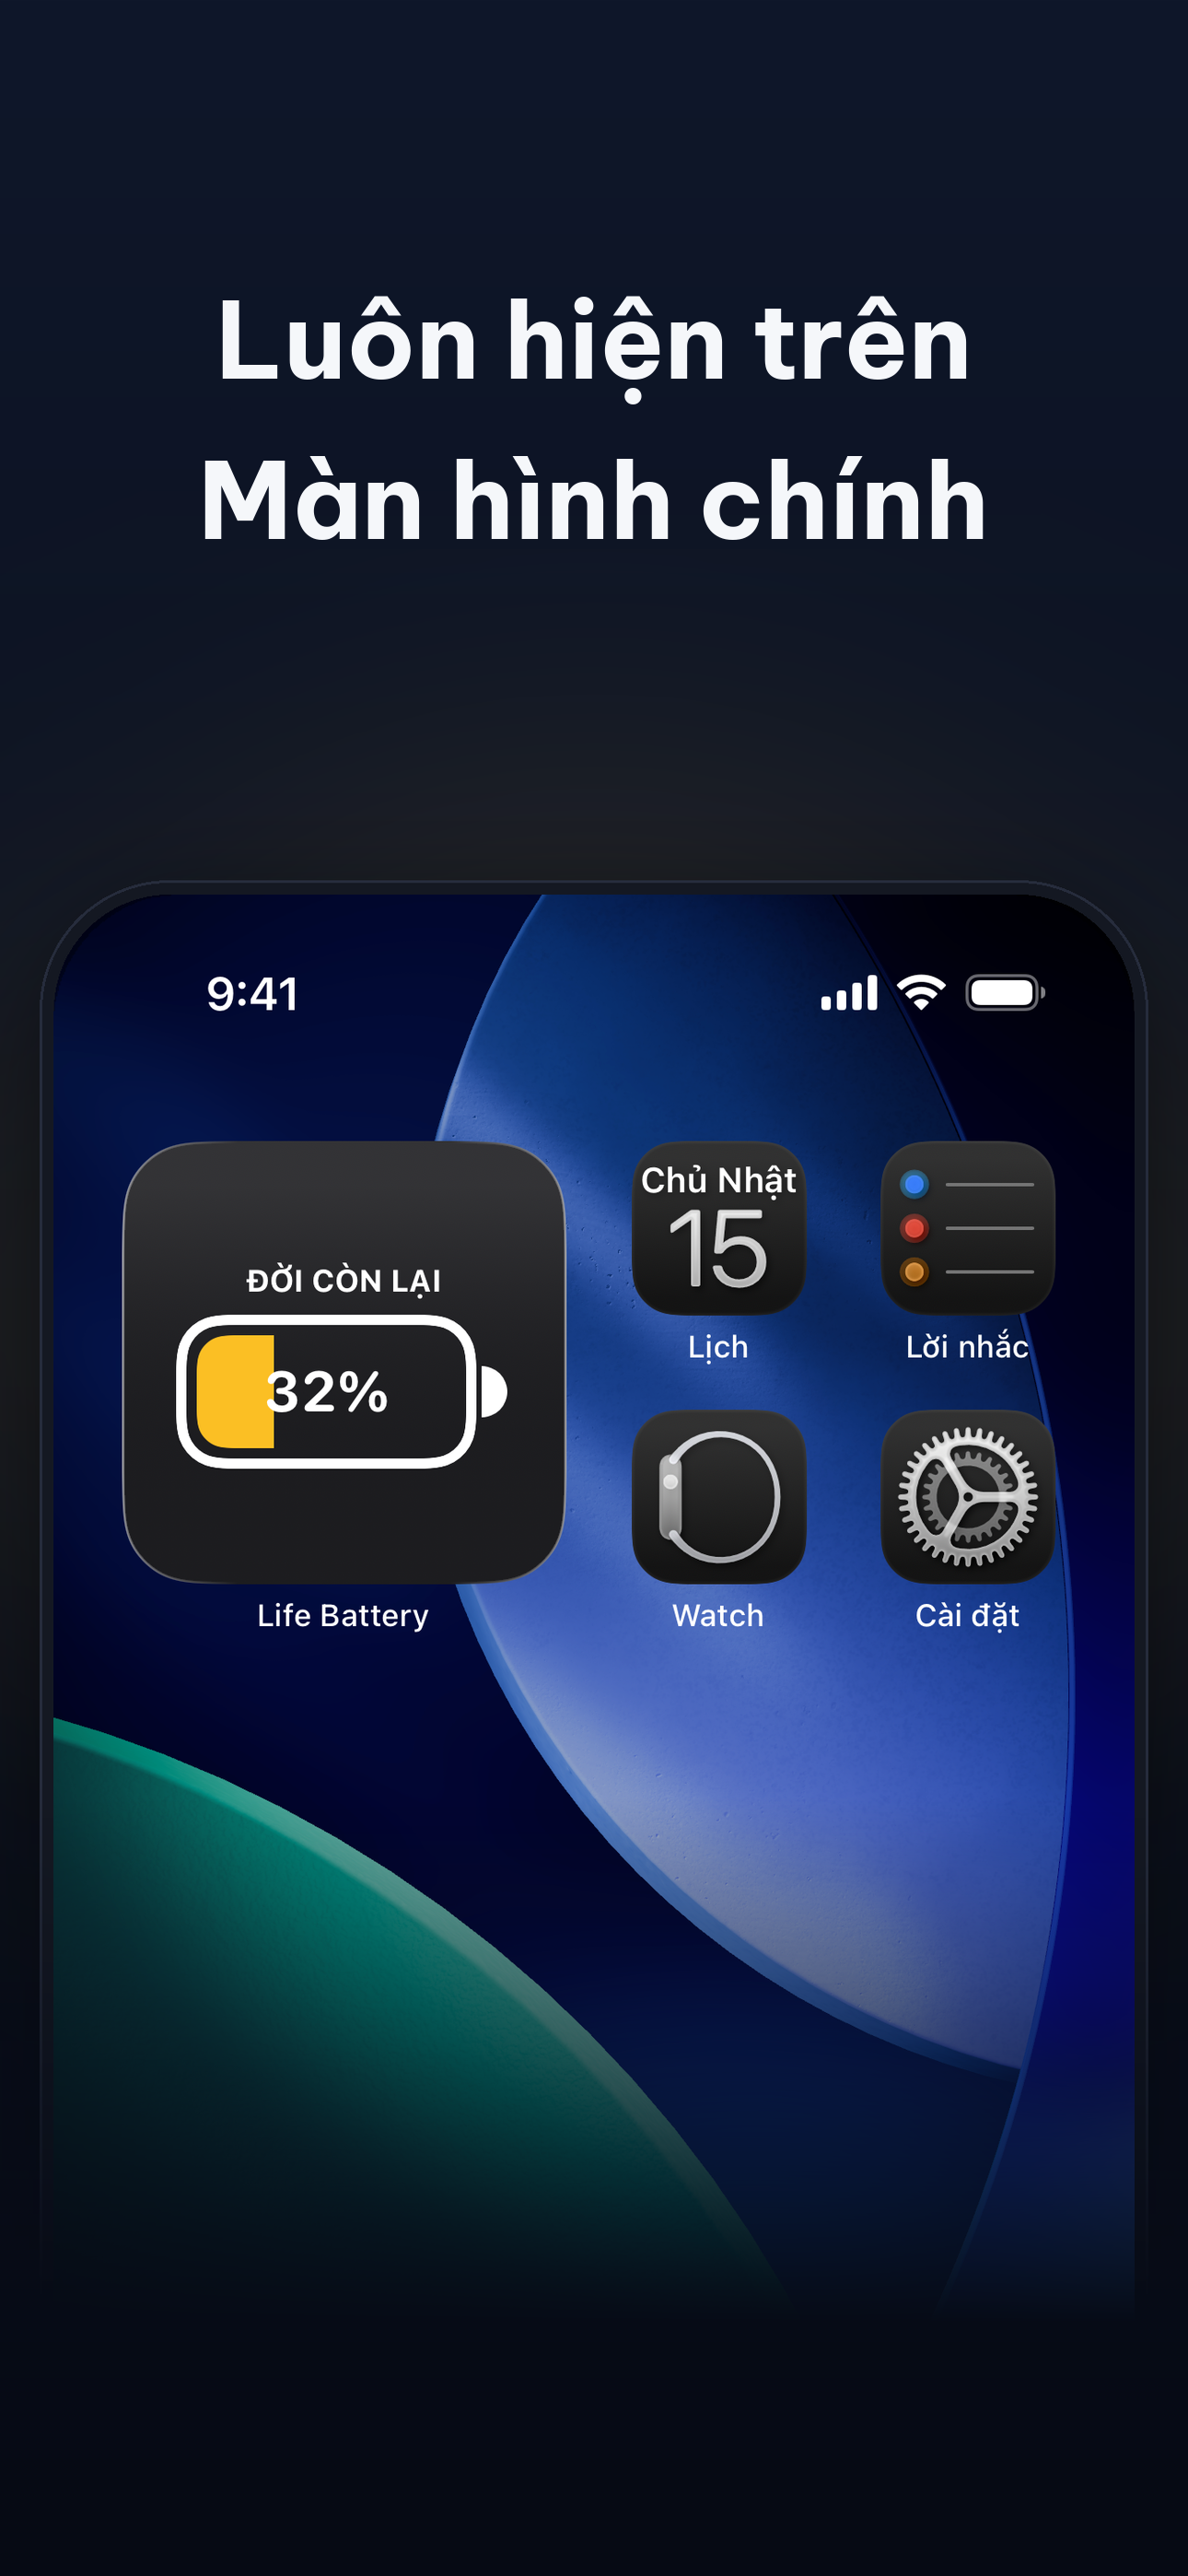 Luôn hiện trên
Màn hình chính
9:41
ĐỜI CÒN LẠI
32%
Life Battery
Chủ Nhật
15
Lịch
Lời nhắc
Watch
Cài đặt